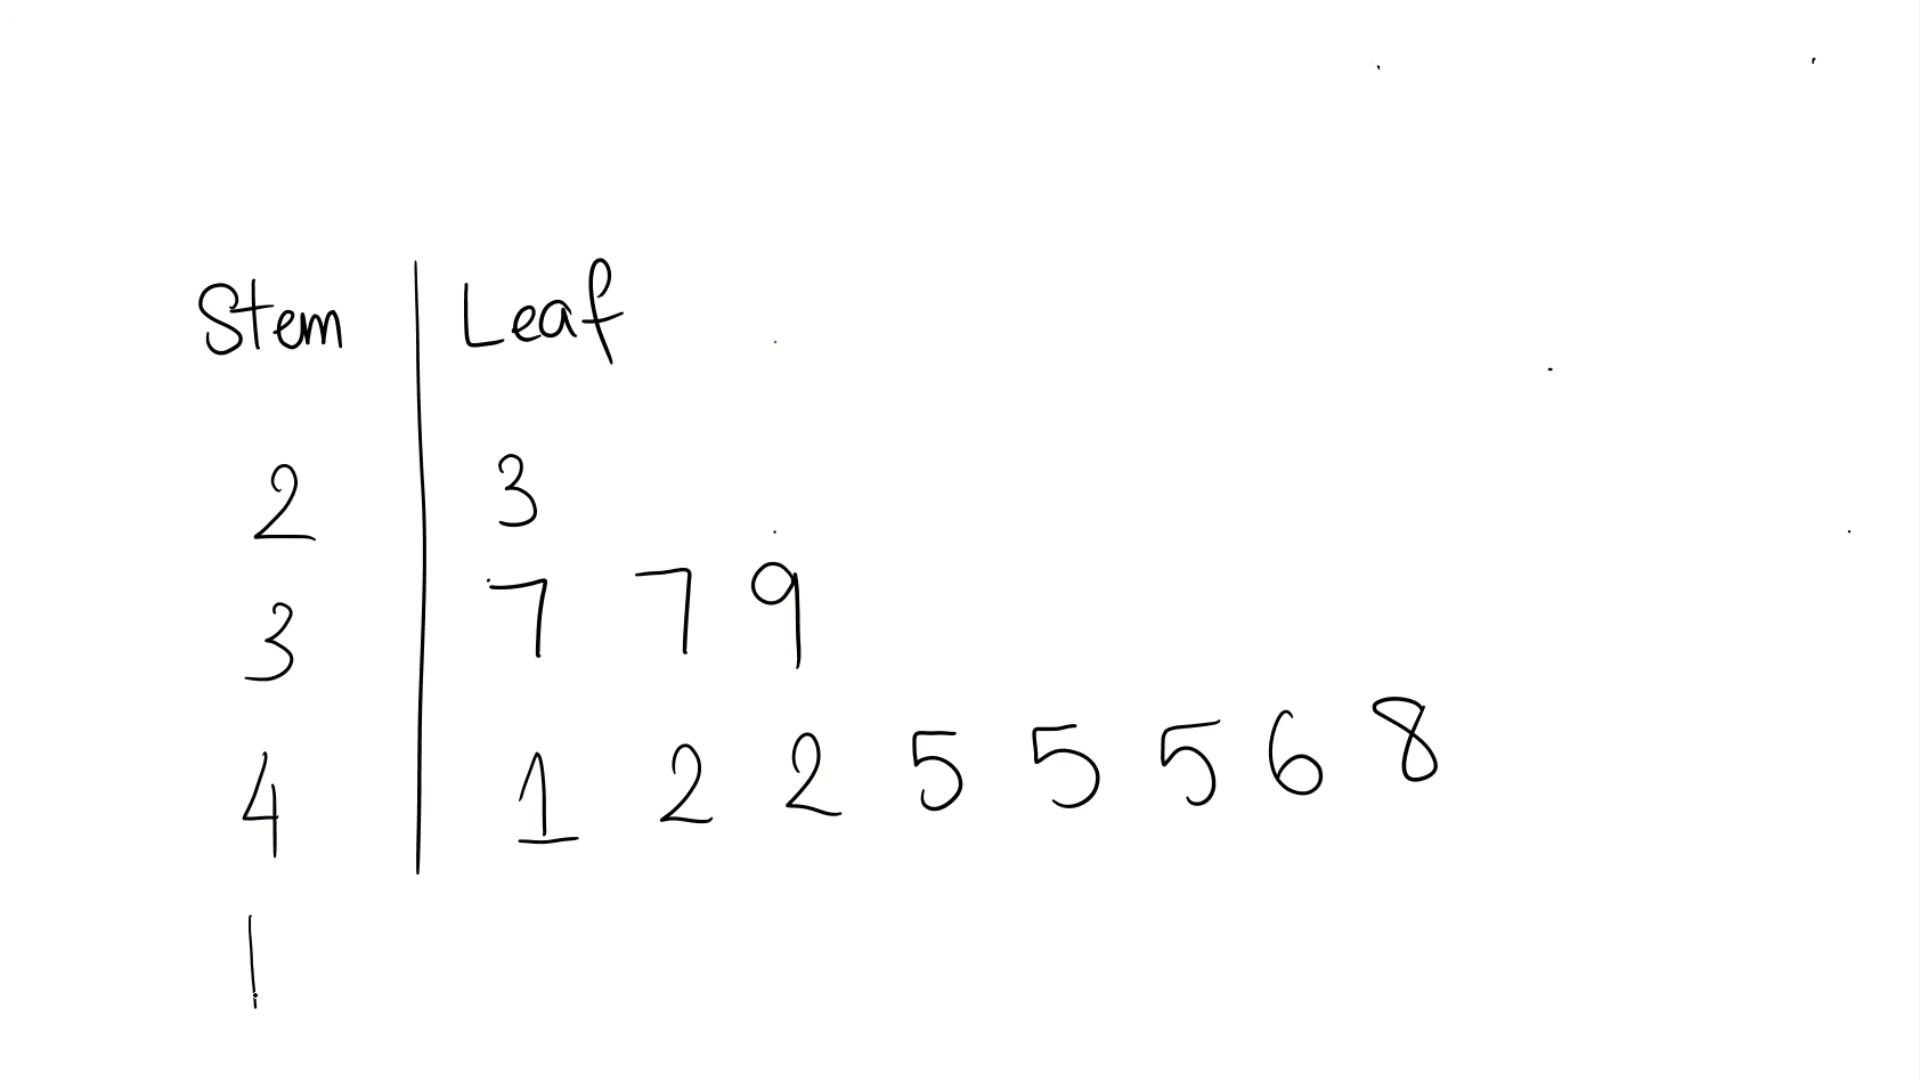 Stem | Leaf
2 | 3
3 | 7 7 9
4 | 1 2 2 5 5 5 6 8